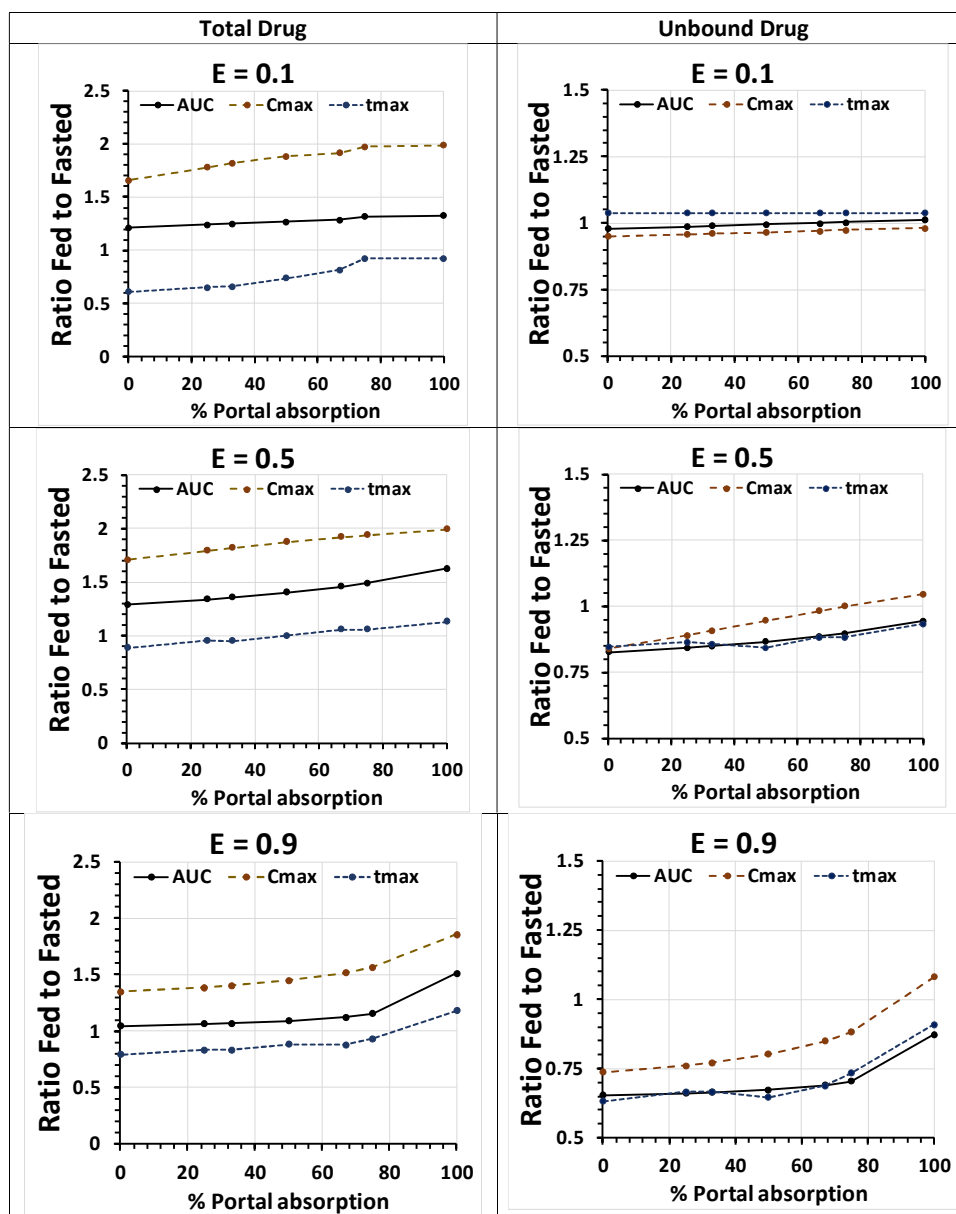 Total Drug
Unbound Drug
E = 0.1
AUC Cmax tmax
Ratio Fed to Fasted
2.5
2
1.5
1
0.5
0
0 20 40 60 80 100
% Portal absorption
E = 0.1
AUC Cmax tmax
Ratio Fed to Fasted
1.5
1.25
1
0.75
0.5
0 20 40 60 80 100
% Portal absorption
E = 0.5
AUC Cmax tmax
Ratio Fed to Fasted
2.5
2
1.5
1
0.5
0
0 20 40 60 80 100
% Portal absorption
E = 0.5
AUC Cmax tmax
Ratio Fed to Fasted
1.5
1.25
1
0.75
0.5
0 20 40 60 80 100
% Portal absorption
E = 0.9
AUC Cmax tmax
Ratio Fed to Fasted
2.5
2
1.5
1
0.5
0
0 20 40 60 80 100
% Portal absorption
E = 0.9
AUC Cmax tmax
Ratio Fed to Fasted
1.5
1.25
1
0.75
0.5
0 20 40 60 80 100
% Portal absorption